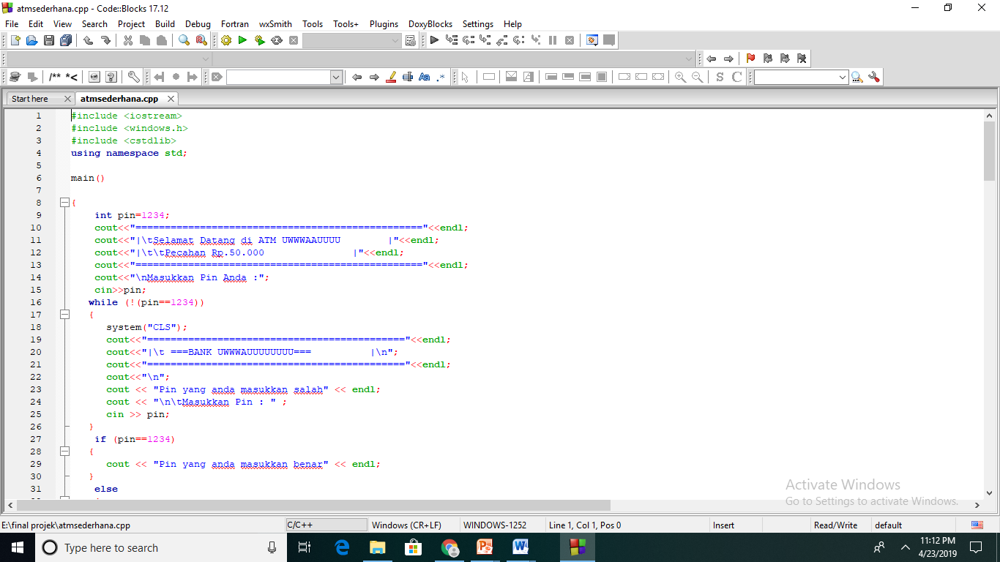 atmsederhana.cpp - Code::Blocks 17.12
File Edit View Search Project Build Debug Fortran wxSmith Tools Tools+ Plugins DoxyBlocks Settings Help
/** *<
Aa .*
S C
Start here atmsederhana.cpp
1 #include <iostream>
2 #include <windows.h>
3 #include <cstdlib>
4 using namespace std;
5
6 main()
7
8 {
9 int pin=1234;
10 cout<<"================================================="<<endl;
11 cout<<"|\tSelamat Datang di ATM UWWWAAUUUU        |"<<endl;
12 cout<<"|\t\tPecahan Rp.50.000               |"<<endl;
13 cout<<"================================================="<<endl;
14 cout<<"\nMasukkan Pin Anda :";
15 cin>>pin;
16 while (!(pin==1234))
17 {
18 system("CLS");
19 cout<<"============================================"<<endl;
20 cout<<"|\t ===BANK UWWWAUUUUUUUU===          |\n";
21 cout<<"============================================"<<endl;
22 cout<<"\n";
23 cout << "Pin yang anda masukkan salah" << endl;
24 cout << "\n\tMasukkan Pin : " ;
25 cin >> pin;
26 }
27 if (pin==1234)
28 {
29 cout << "Pin yang anda masukkan benar" << endl;
30 }
31 else
Activate Windows
Go to Settings to activate Windows.
E:\final projek\atmsederhana.cpp C/C++ Windows (CR+LF) WINDOWS-1252 Line 1, Col 1, Pos 0 Insert Read/Write default
Type here to search
11:12 PM
4/23/2019